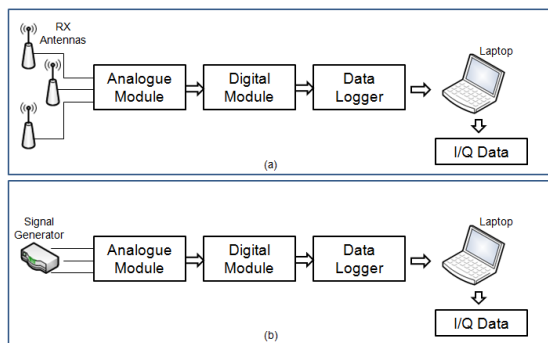 RX
Antennas
Analogue
Module
Digital
Module
Data
Logger
Laptop
I/Q Data
(a)
Signal
Generator
Analogue
Module
Digital
Module
Data
Logger
Laptop
I/Q Data
(b)